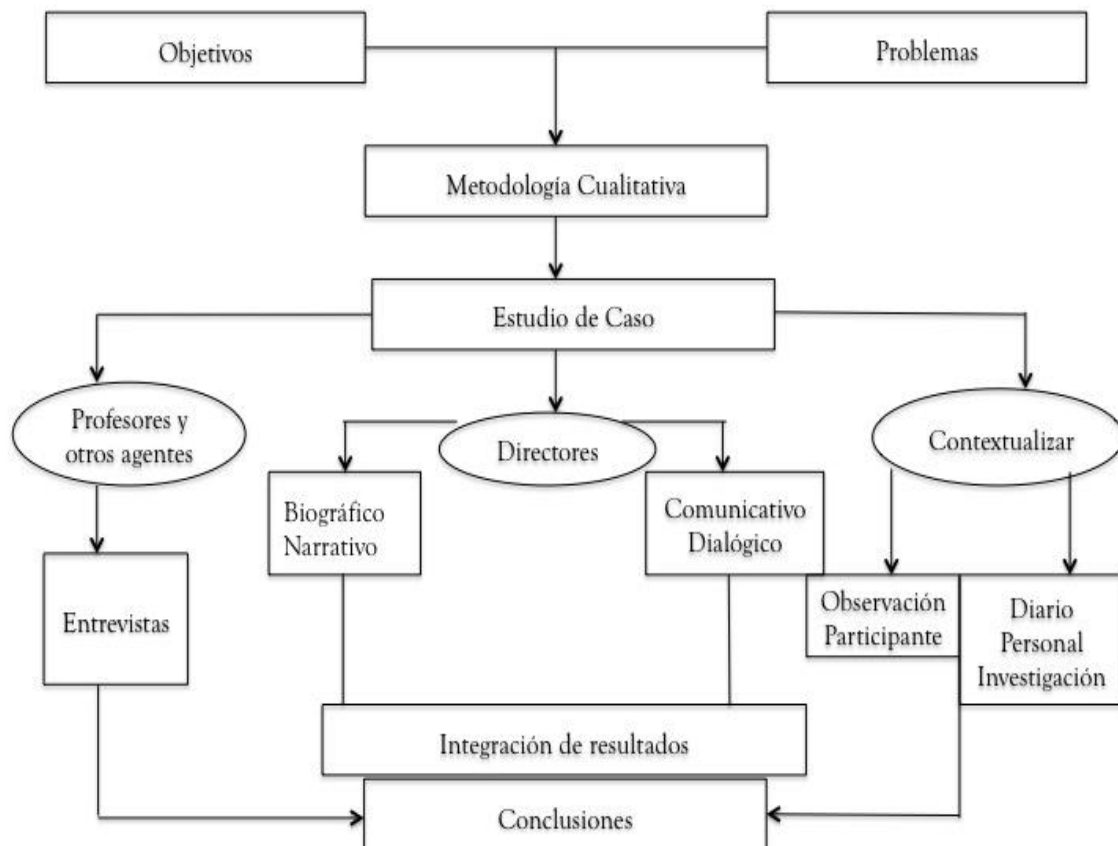 Objetivos
Problemas
Metodología Cualitativa
Estudio de Caso
Profesores y
otros agentes
Directores
Contextualizar
Biográfico
Narrativo
Comunicativo
Dialógico
Entrevistas
Observación
Participante
Diario
Personal
Investigación
Integración de resultados
Conclusiones